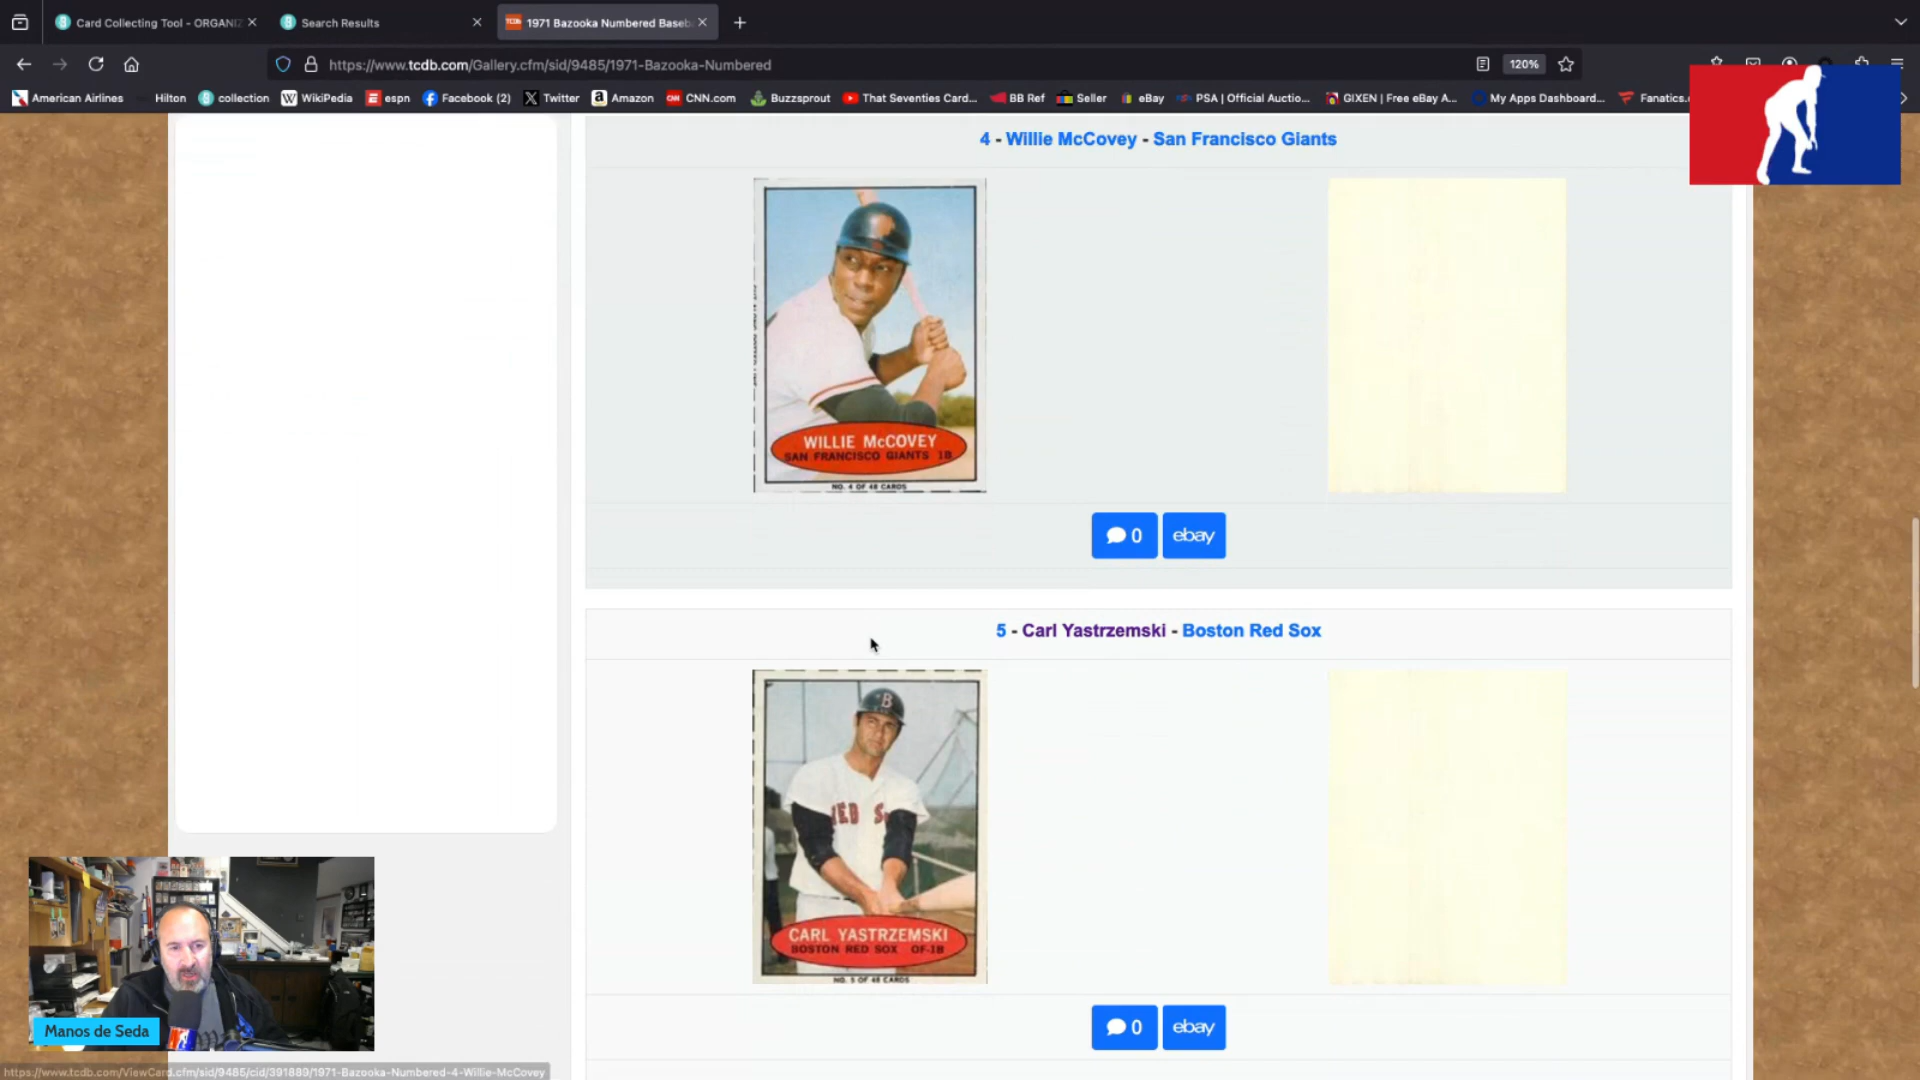 Card Collecting Tool - ORGANIZ
Search Results
TCDb
1971 Bazooka Numbered Baseb
https://www.tcdb.com/Gallery.cfm/sid/9485/1971-Bazooka-Numbered
120%
American Airlines
Hilton
collection
WikiPedia
espn
Facebook (2)
Twitter
Amazon
CNN.com
Buzzsprout
That Seventies Card...
BB Ref
Seller
eBay
PSA | Official Auctio...
GIXEN | Free eBay A...
My Apps Dashboard...
Fanatics.
4 - Willie McCovey - San Francisco Giants
WILLIE McCOVEY
SAN FRANCISCO GIANTS 1B
NO. 4 OF 48 CARDS
0
ebay
5 - Carl Yastrzemski - Boston Red Sox
B
RED S
CARL YASTRZEMSKI
BOSTON RED SOX OF-1B
NO. 5 OF 48 CARDS
0
ebay
Manos de Seda
https://www.tcdb.com/ViewCard.cfm/sid/9485/cid/391889/1971-Bazooka-Numbered-4-Willie-McCovey